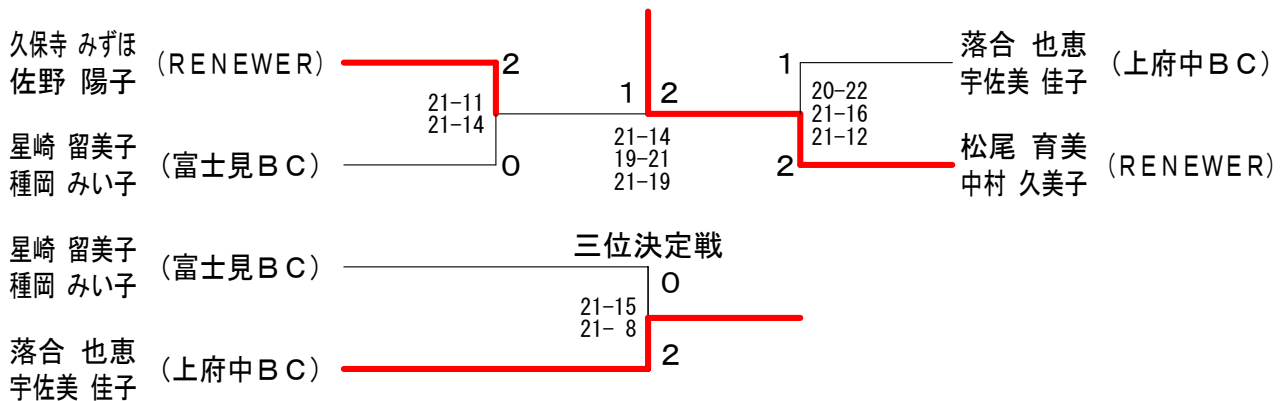 久保寺 みずほ
佐野 陽子
(RENEWER)
2
21-11
21-14
星崎 留美子
種岡 みい子
(富士見BC)
0
1
2
21-14
19-21
21-19
1
20-22
21-16
21-12
2
落合 也恵
宇佐美 佳子
(上府中BC)
松尾 育美
中村 久美子
(RENEWER)
三位決定戦
星崎 留美子
種岡 みい子
(富士見BC)
0
21-15
21- 8
2
落合 也恵
宇佐美 佳子
(上府中BC)